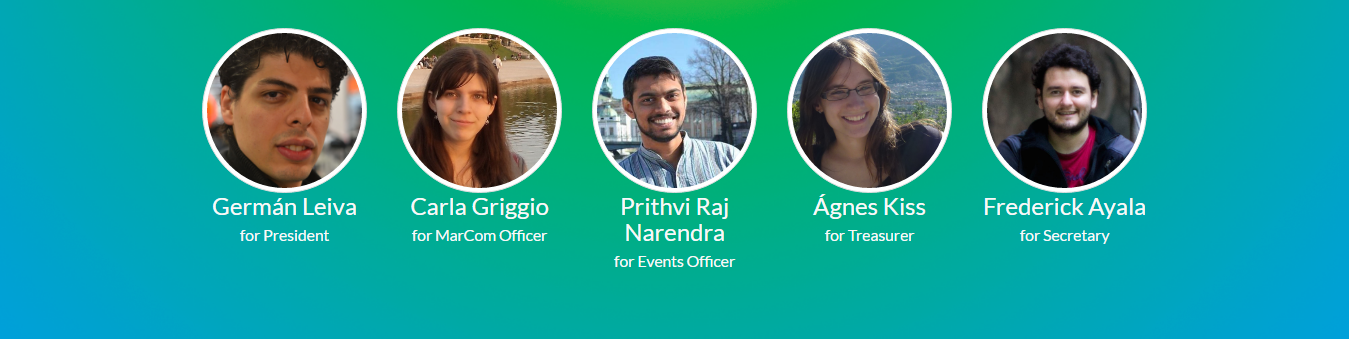 Germán Leiva
for President
Carla Griggio
for MarCom Officer
Prithvi Raj
Narendra
for Events Officer
Ágnes Kiss
for Treasurer
Frederick Ayala
for Secretary